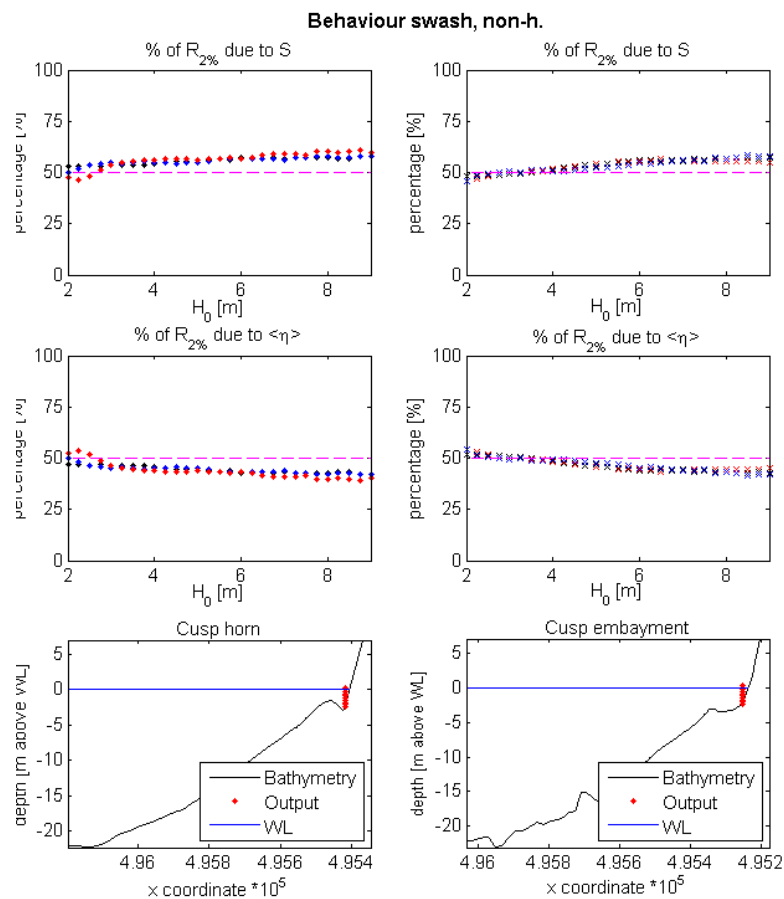 Behaviour swash, non-h.
% of R2% due to S
% of R2% due to S
percentage [%]
100
75
50
25
0
2 4 6 8
H0 [m]
percentage [%]
100
75
50
25
0
2 4 6 8
H0 [m]
% of R2% due to <η>
% of R2% due to <η>
percentage [%]
100
50
25
0
2 4 6 8
H0 [m]
percentage [%]
100
75
50
25
0
2 4 6 8
H0 [m]
Cusp horn
Cusp embayment
depth [m above WL]
5
0
-5
-10
-15
-20
Bathymetry
Output
WL
4.96 4.958 4.956 4.954
x coordinate *10^5
depth [m above WL]
5
0
-5
-10
-15
-20
Bathymetry
Output
WL
4.96 4.958 4.956 4.954 4.952
x coordinate *10^5